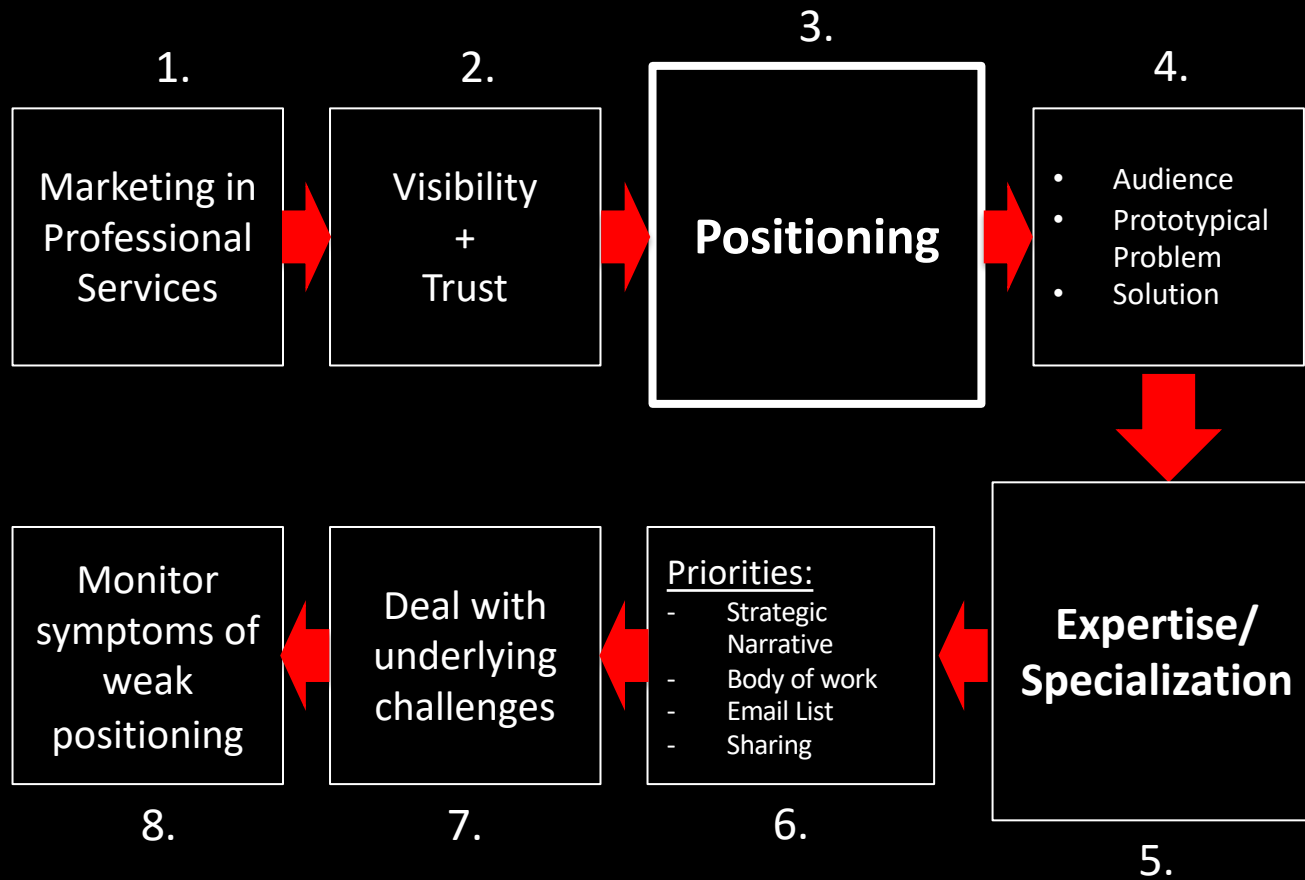 1.
Marketing in
Professional
Services
2.
Visibility
+
Trust
3.
Positioning
4.
• Audience
• Prototypical
Problem
• Solution
Expertise/
Specialization
5.
Priorities:
- Strategic
Narrative
- Body of work
- Email List
- Sharing
6.
Deal with
underlying
challenges
7.
Monitor
symptoms of
weak
positioning
8.